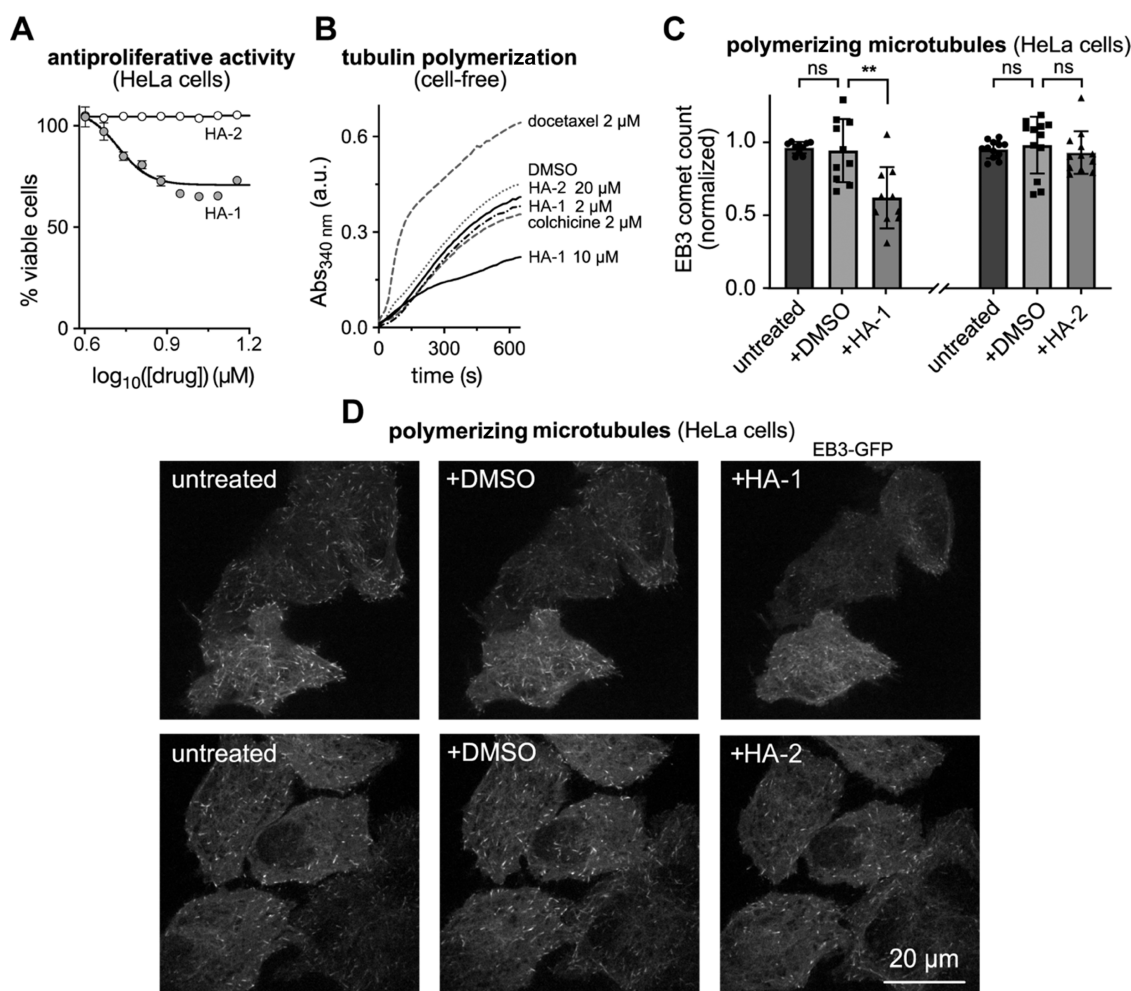 A
antiproliferative activity
(HeLa cells)
100
50
0
% viable cells
HA-2
HA-1
0.6
0.9
1.2
log10([drug]) (µM)
B
tubulin polymerization
(cell-free)
0.6
0.3
0.0
Abs340 nm (a.u.)
docetaxel 2 µM
DMSO
HA-2 20 µM
HA-1 2 µM
colchicine 2 µM
HA-1 10 µM
0
300
600
time (s)
C
polymerizing microtubules (HeLa cells)
ns
**
ns
ns
1.0
0.5
0.0
EB3 comet count
(normalized)
untreated
+DMSO
+HA-1
untreated
+DMSO
+HA-2
D
polymerizing microtubules (HeLa cells)
EB3-GFP
untreated
+DMSO
+HA-1
untreated
+DMSO
+HA-2
20 µm